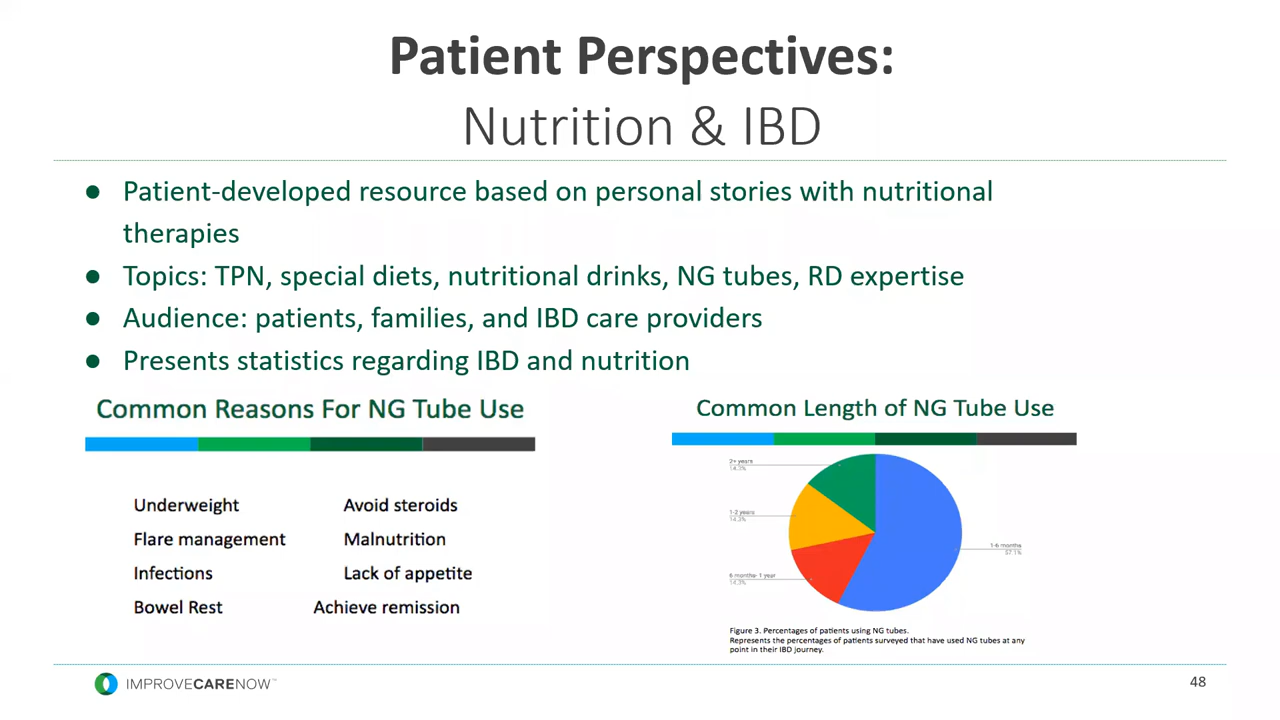 Patient Perspectives:
Nutrition & IBD
● Patient-developed resource based on personal stories with nutritional
therapies
● Topics: TPN, special diets, nutritional drinks, NG tubes, RD expertise
● Audience: patients, families, and IBD care providers
● Presents statistics regarding IBD and nutrition
Common Reasons For NG Tube Use
Underweight
Avoid steroids
Flare management
Malnutrition
Infections
Lack of appetite
Bowel Rest
Achieve remission
Common Length of NG Tube Use
2+ years
14.3%
1-2 years
14.3%
6 months- 1 year
14.3%
1-6 months
57.1%
Figure 3. Percentages of patients using NG tubes.
Represents the percentages of patients surveyed that have used NG tubes at any
point in their IBD journey.
IMPROVECARENOW™
48